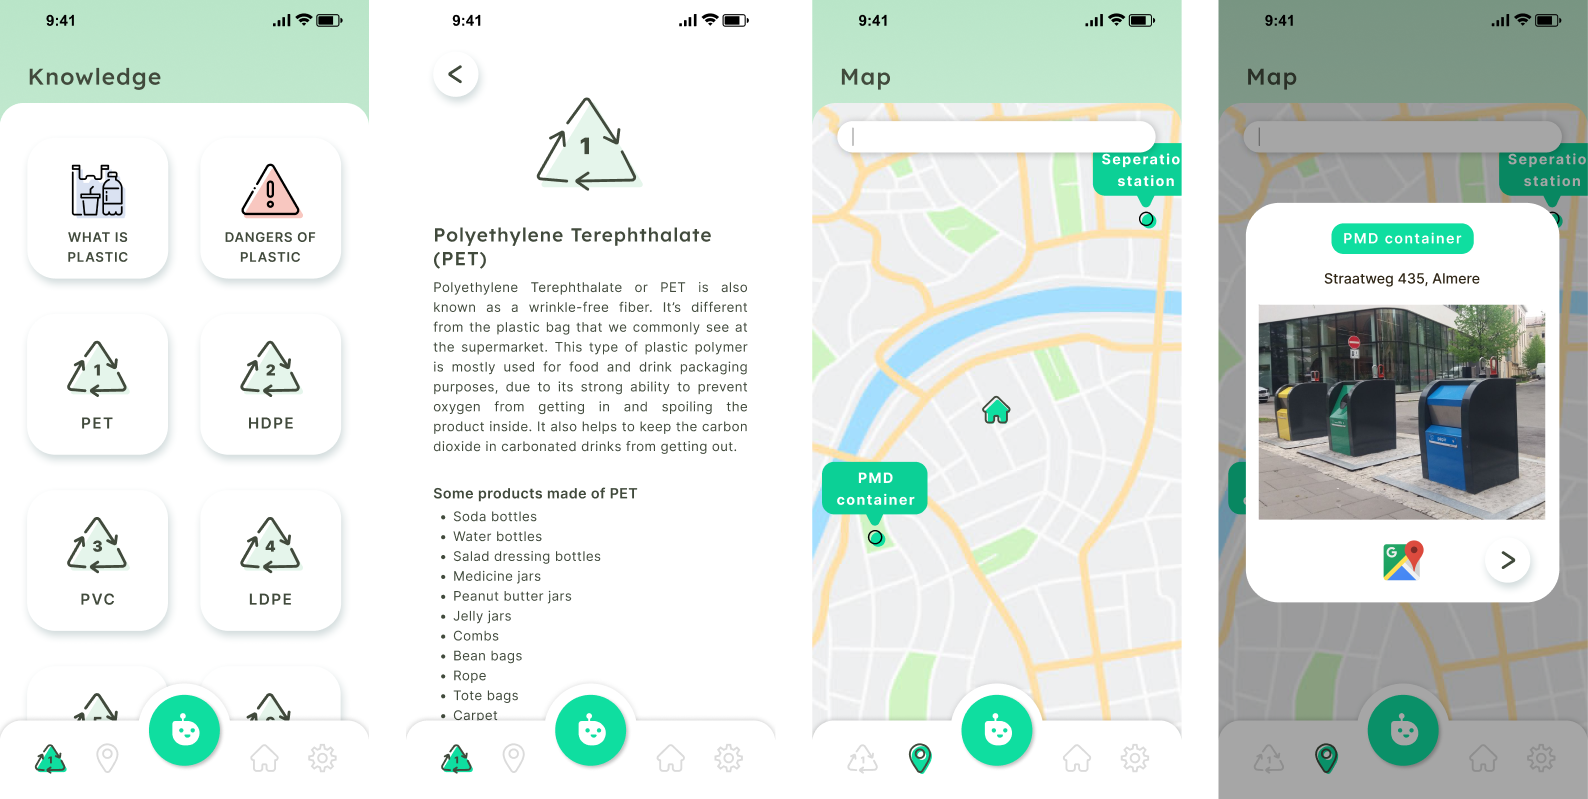 9:41
Knowledge
WHAT IS
PLASTIC
DANGERS OF
PLASTIC
1
PET
2
HDPE
3
PVC
4
LDPE
1
9:41
<
1
Polyethylene Terephthalate
(PET)
Polyethylene Terephthalate or PET is also
known as a wrinkle-free fiber. It’s different
from the plastic bag that we commonly see at
the supermarket. This type of plastic polymer
is mostly used for food and drink packaging
purposes, due to its strong ability to prevent
oxygen from getting in and spoiling the
product inside. It also helps to keep the carbon
dioxide in carbonated drinks from getting out.
Some products made of PET
• Soda bottles
• Water bottles
• Salad dressing bottles
• Medicine jars
• Peanut butter jars
• Jelly jars
• Combs
• Bean bags
• Rope
• Tote bags
• Carpet
1
9:41
Map
Seperatio
station
PMD
container
1
9:41
Map
Seperatio
station
PMD container
Straatweg 435, Almere
G
>
1